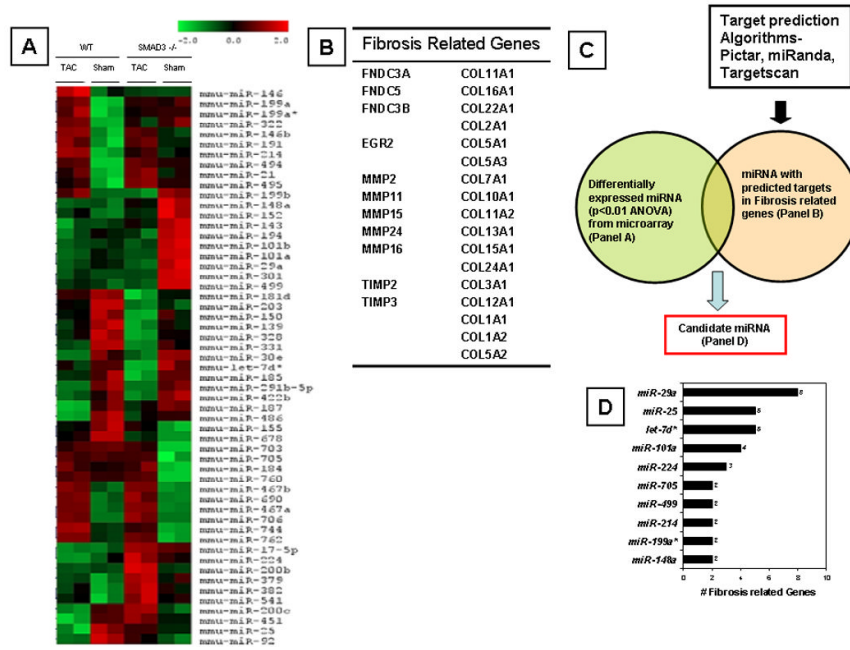 A
WT
SMAD3 -/-
TAC
Sham
TAC
Sham
-2.0
0.0
2.0
mmu-miR-146
mmu-miR-199a
mmu-miR-199a*
mmu-miR-322
mmu-miR-146b
mmu-miR-191
mmu-miR-214
mmu-miR-494
mmu-miR-21
mmu-miR-495
mmu-miR-199b
mmu-miR-148a
mmu-miR-152
mmu-miR-143
mmu-miR-194
mmu-miR-101b
mmu-miR-101a
mmu-miR-29a
mmu-miR-301
mmu-miR-499
mmu-miR-181d
mmu-miR-203
mmu-miR-150
mmu-miR-139
mmu-miR-328
mmu-miR-331
mmu-miR-30e
mmu-let-7d*
mmu-miR-185
mmu-miR-291b-5p
mmu-miR-422b
mmu-miR-187
mmu-miR-486
mmu-miR-155
mmu-miR-678
mmu-miR-703
mmu-miR-705
mmu-miR-184
mmu-miR-760
mmu-miR-467b
mmu-miR-690
mmu-miR-467a
mmu-miR-706
mmu-miR-744
mmu-miR-762
mmu-miR-17-5p
mmu-miR-224
mmu-miR-200b
mmu-miR-379
mmu-miR-382
mmu-miR-541
mmu-miR-200c
mmu-miR-451
mmu-miR-25
mmu-miR-92
B
Fibrosis Related Genes
FNDC3A COL11A1
FNDC5 COL16A1
FNDC3B COL22A1
COL2A1
EGR2 COL5A1
COL5A3
MMP2 COL7A1
MMP11 COL10A1
MMP15 COL11A2
MMP24 COL13A1
MMP16 COL15A1
COL24A1
TIMP2 COL3A1
TIMP3 COL12A1
COL1A1
COL1A2
COL5A2
C
Target prediction
Algorithms-
Pictar, miRanda,
Targetscan
Differentially
expressed miRNA
(p<0.01 ANOVA)
from microarray
(Panel A)
miRNA with
predicted targets
in Fibrosis related
genes (Panel B)
Candidate miRNA
(Panel D)
D
miR-29a 8
miR-25 5
let-7d* 5
miR-101a 4
miR-224 3
miR-705 2
miR-499 2
miR-214 2
miR-199a* 2
miR-148a 2
0 2 4 6 8 10
# Fibrosis related Genes